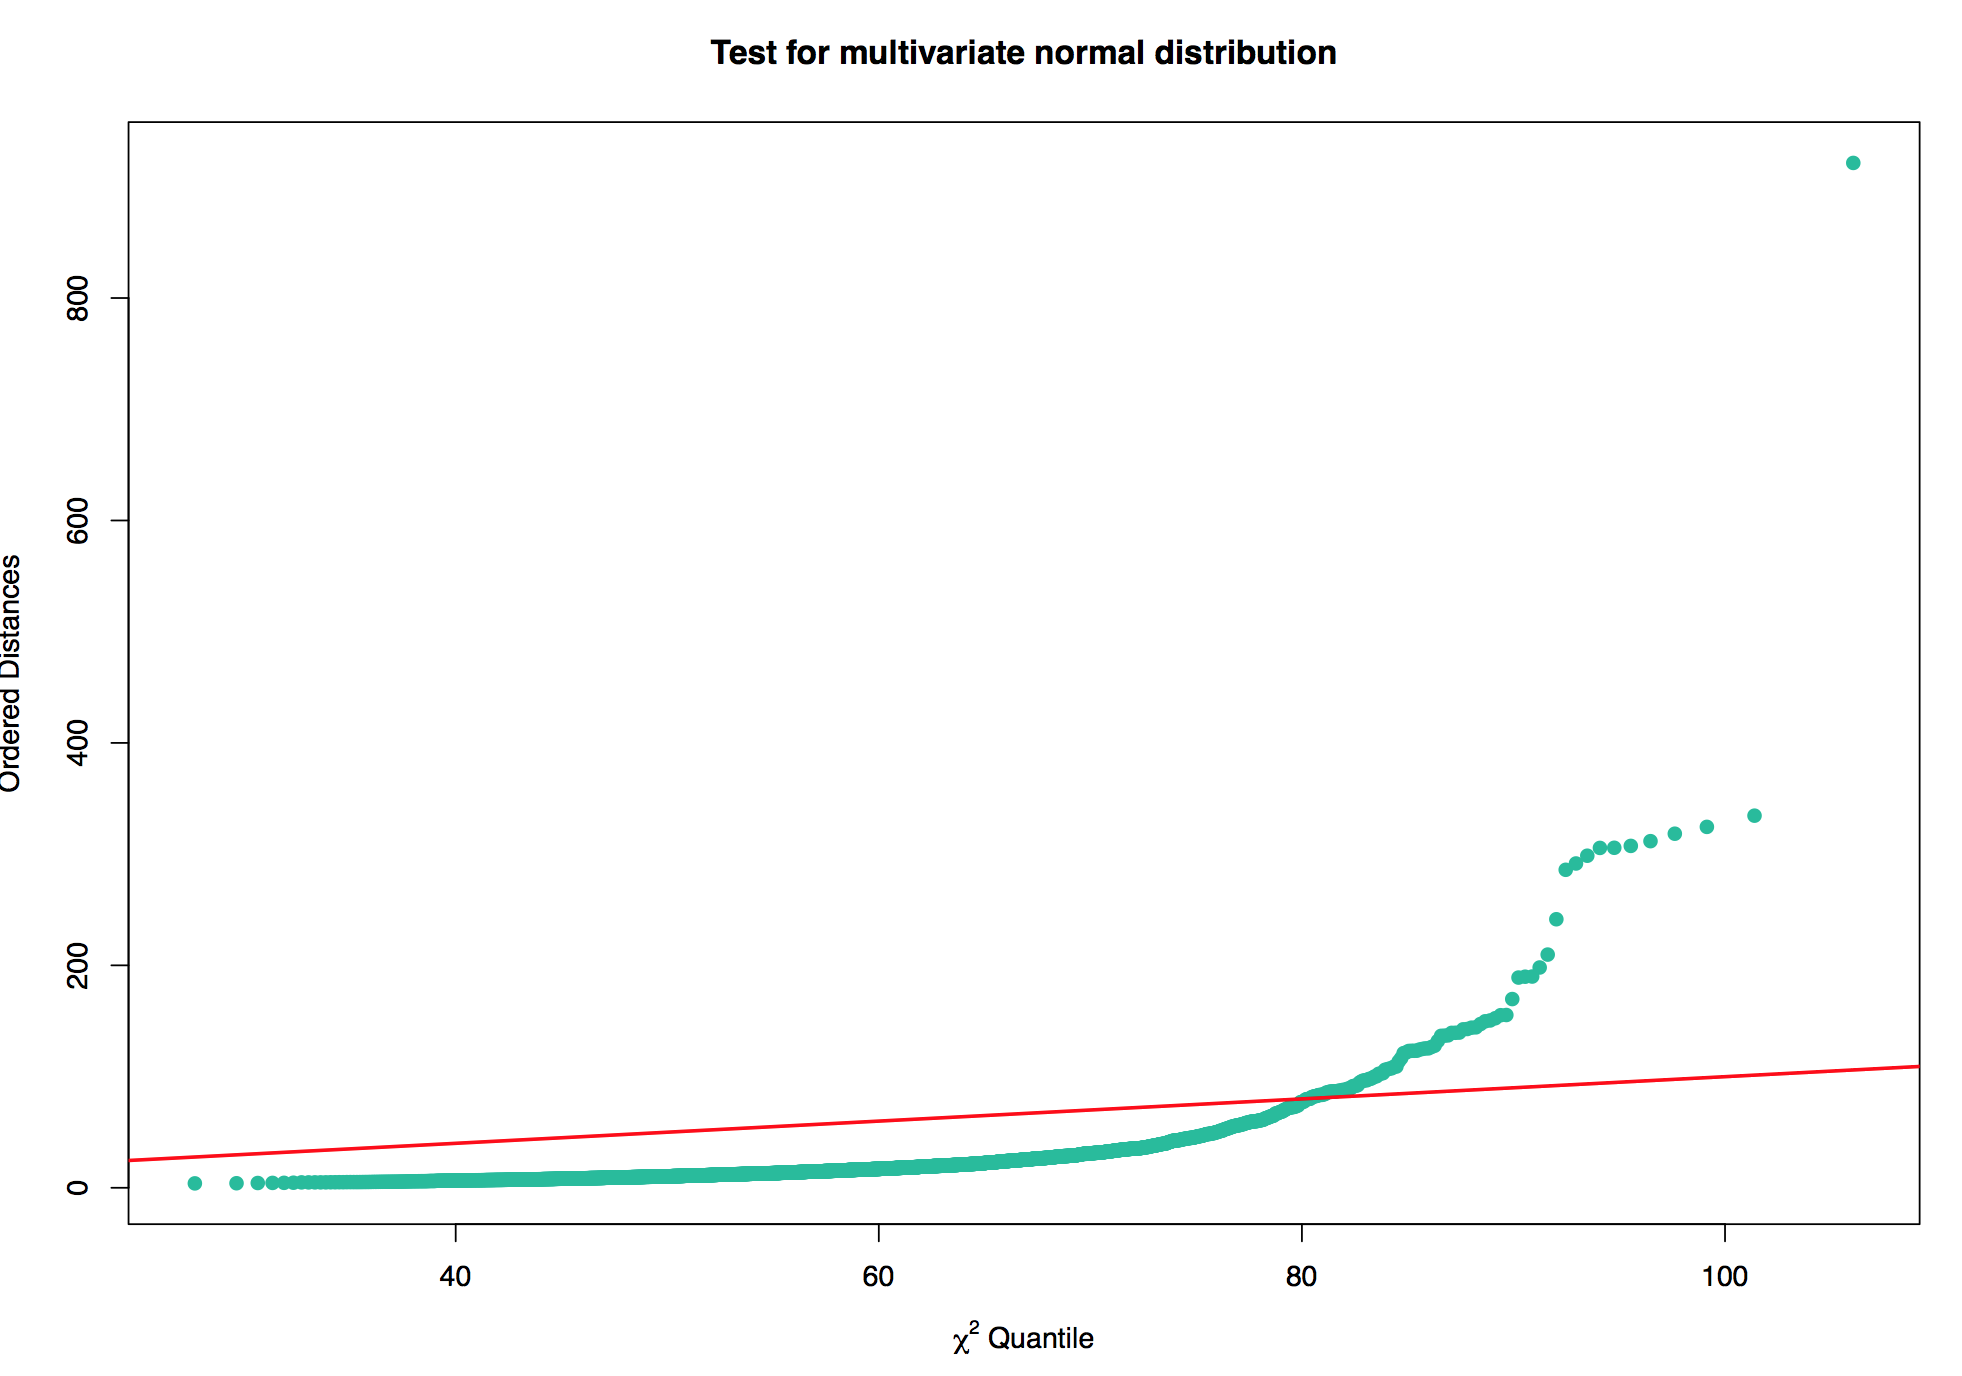 Test for multivariate normal distribution
Ordered Distances
800
600
400
200
0
40 60 80 100
χ² Quantile